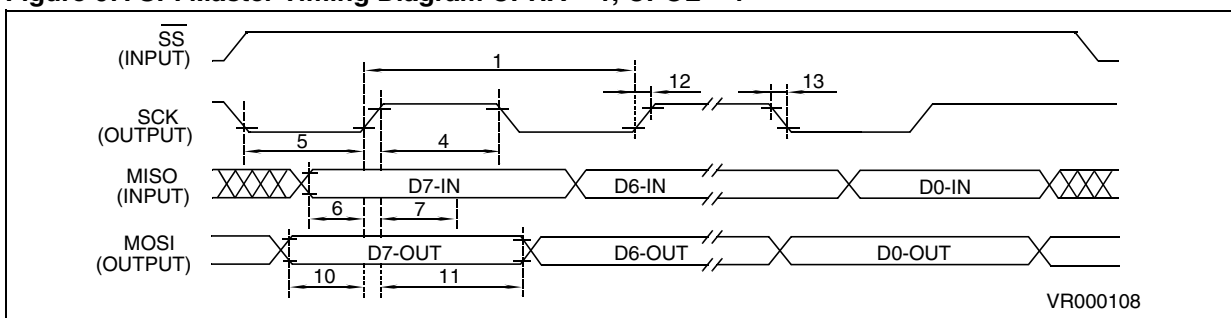 SS
(INPUT)
1
12
13
SCK
(OUTPUT)
5
4
MISO
(INPUT)
D7-IN
D6-IN
D0-IN
6
7
MOSI
(OUTPUT)
D7-OUT
D6-OUT
D0-OUT
10
11
VR000108